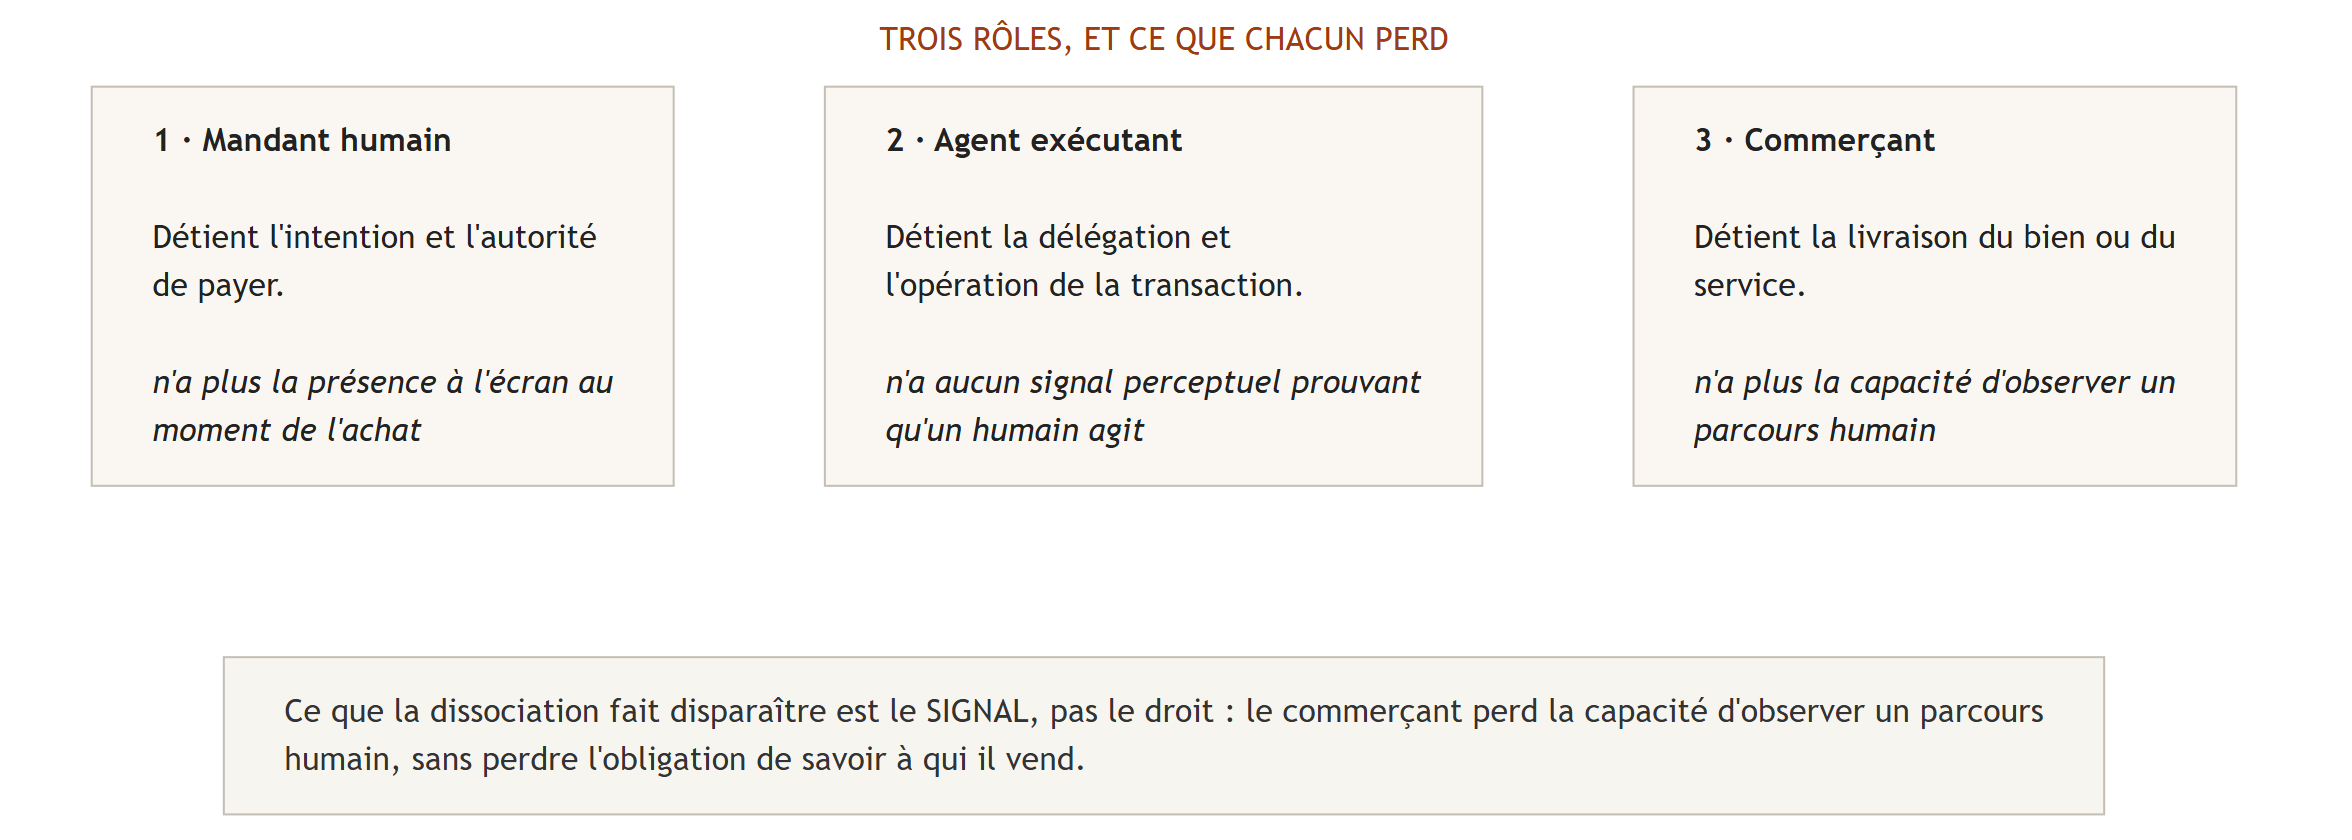 TROIS RÔLES, ET CE QUE CHACUN PERD
1 · Mandant humain
Détient l'intention et l'autorité
de payer.
n'a plus la présence à l'écran au
moment de l'achat
2 · Agent exécutant
Détient la délégation et
l'opération de la transaction.
n'a aucun signal perceptuel prouvant
qu'un humain agit
3 · Commerçant
Détient la livraison du bien ou du
service.
n'a plus la capacité d'observer un
parcours humain
Ce que la dissociation fait disparaître est le SIGNAL, pas le droit : le commerçant perd la capacité d'observer un parcours
humain, sans perdre l'obligation de savoir à qui il vend.